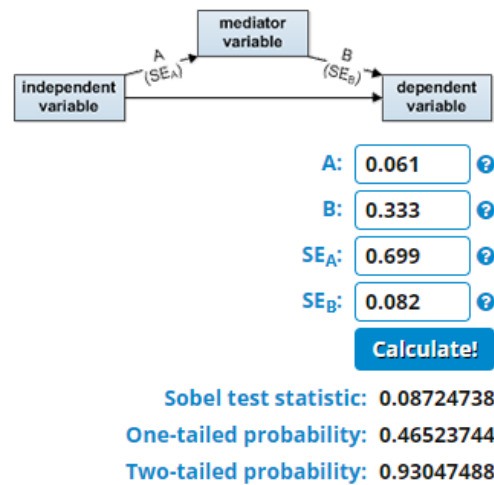 mediator
variable
A
(SEA)
B
(SEB)
independent
variable
dependent
variable
A: 0.061
B: 0.333
SEA: 0.699
SEB: 0.082
Calculate!
Sobel test statistic: 0.08724738
One-tailed probability: 0.46523744
Two-tailed probability: 0.93047488